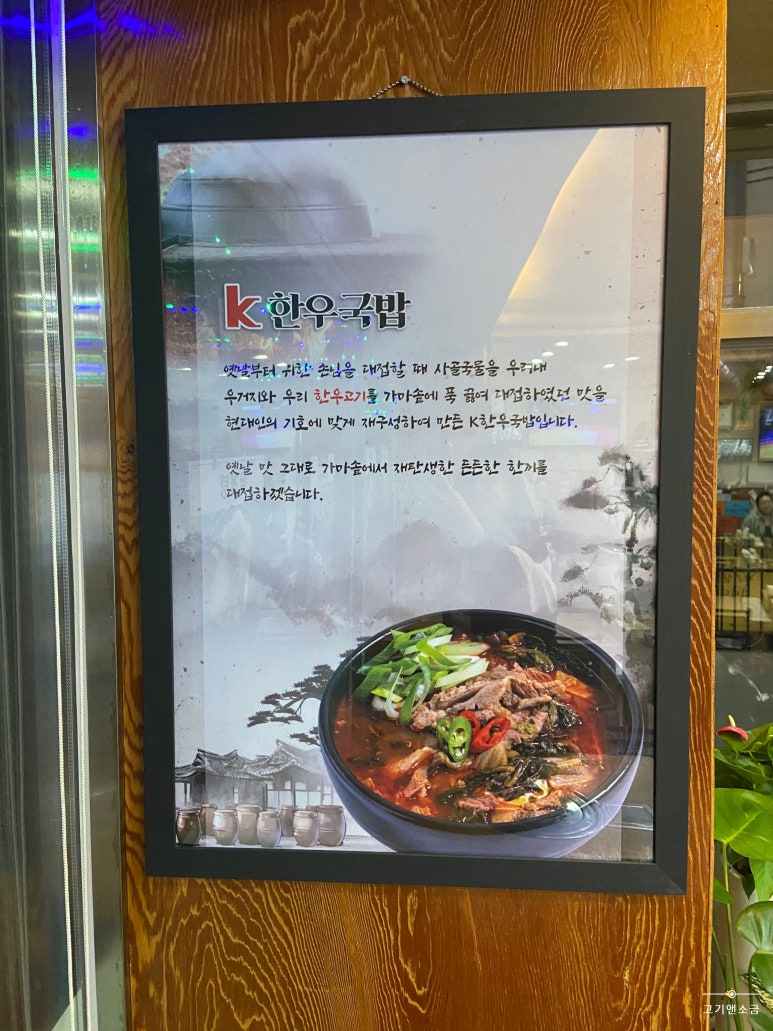 k 한우국밥
옛날부터 귀한 손님을 대접할 때 사골국물을 우려내
우거지와 우리 한우고기를 가마솥에 푹 끓여 대접하였던 맛을
현대인의 기호에 맞게 재구성하여 만든 K한우국밥입니다.
옛날 맛 그대로 가마솥에서 재탄생한 든든한 한끼를
대접하겠습니다.
고기앤소금